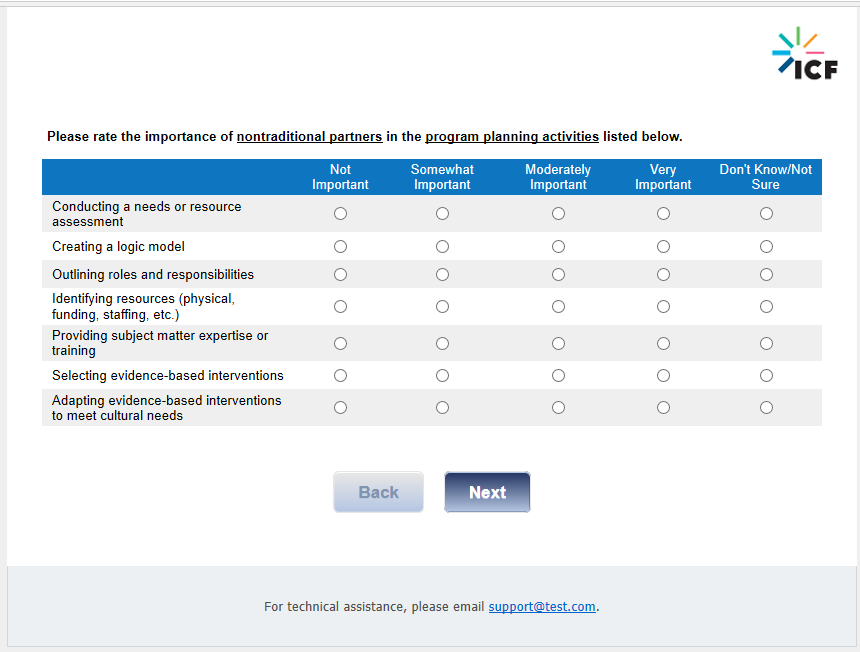 ICF
Please rate the importance of nontraditional partners in the program planning activities listed below.
Not Somewhat Moderately Very Don't Know/Not
Important Important Important Important Sure
Conducting a needs or resource
assessment
Creating a logic model
Outlining roles and responsibilities
Identifying resources (physical,
funding, staffing, etc.)
Providing subject matter expertise or
training
Selecting evidence-based interventions
Adapting evidence-based interventions
to meet cultural needs
Back Next
For technical assistance, please email support@test.com.